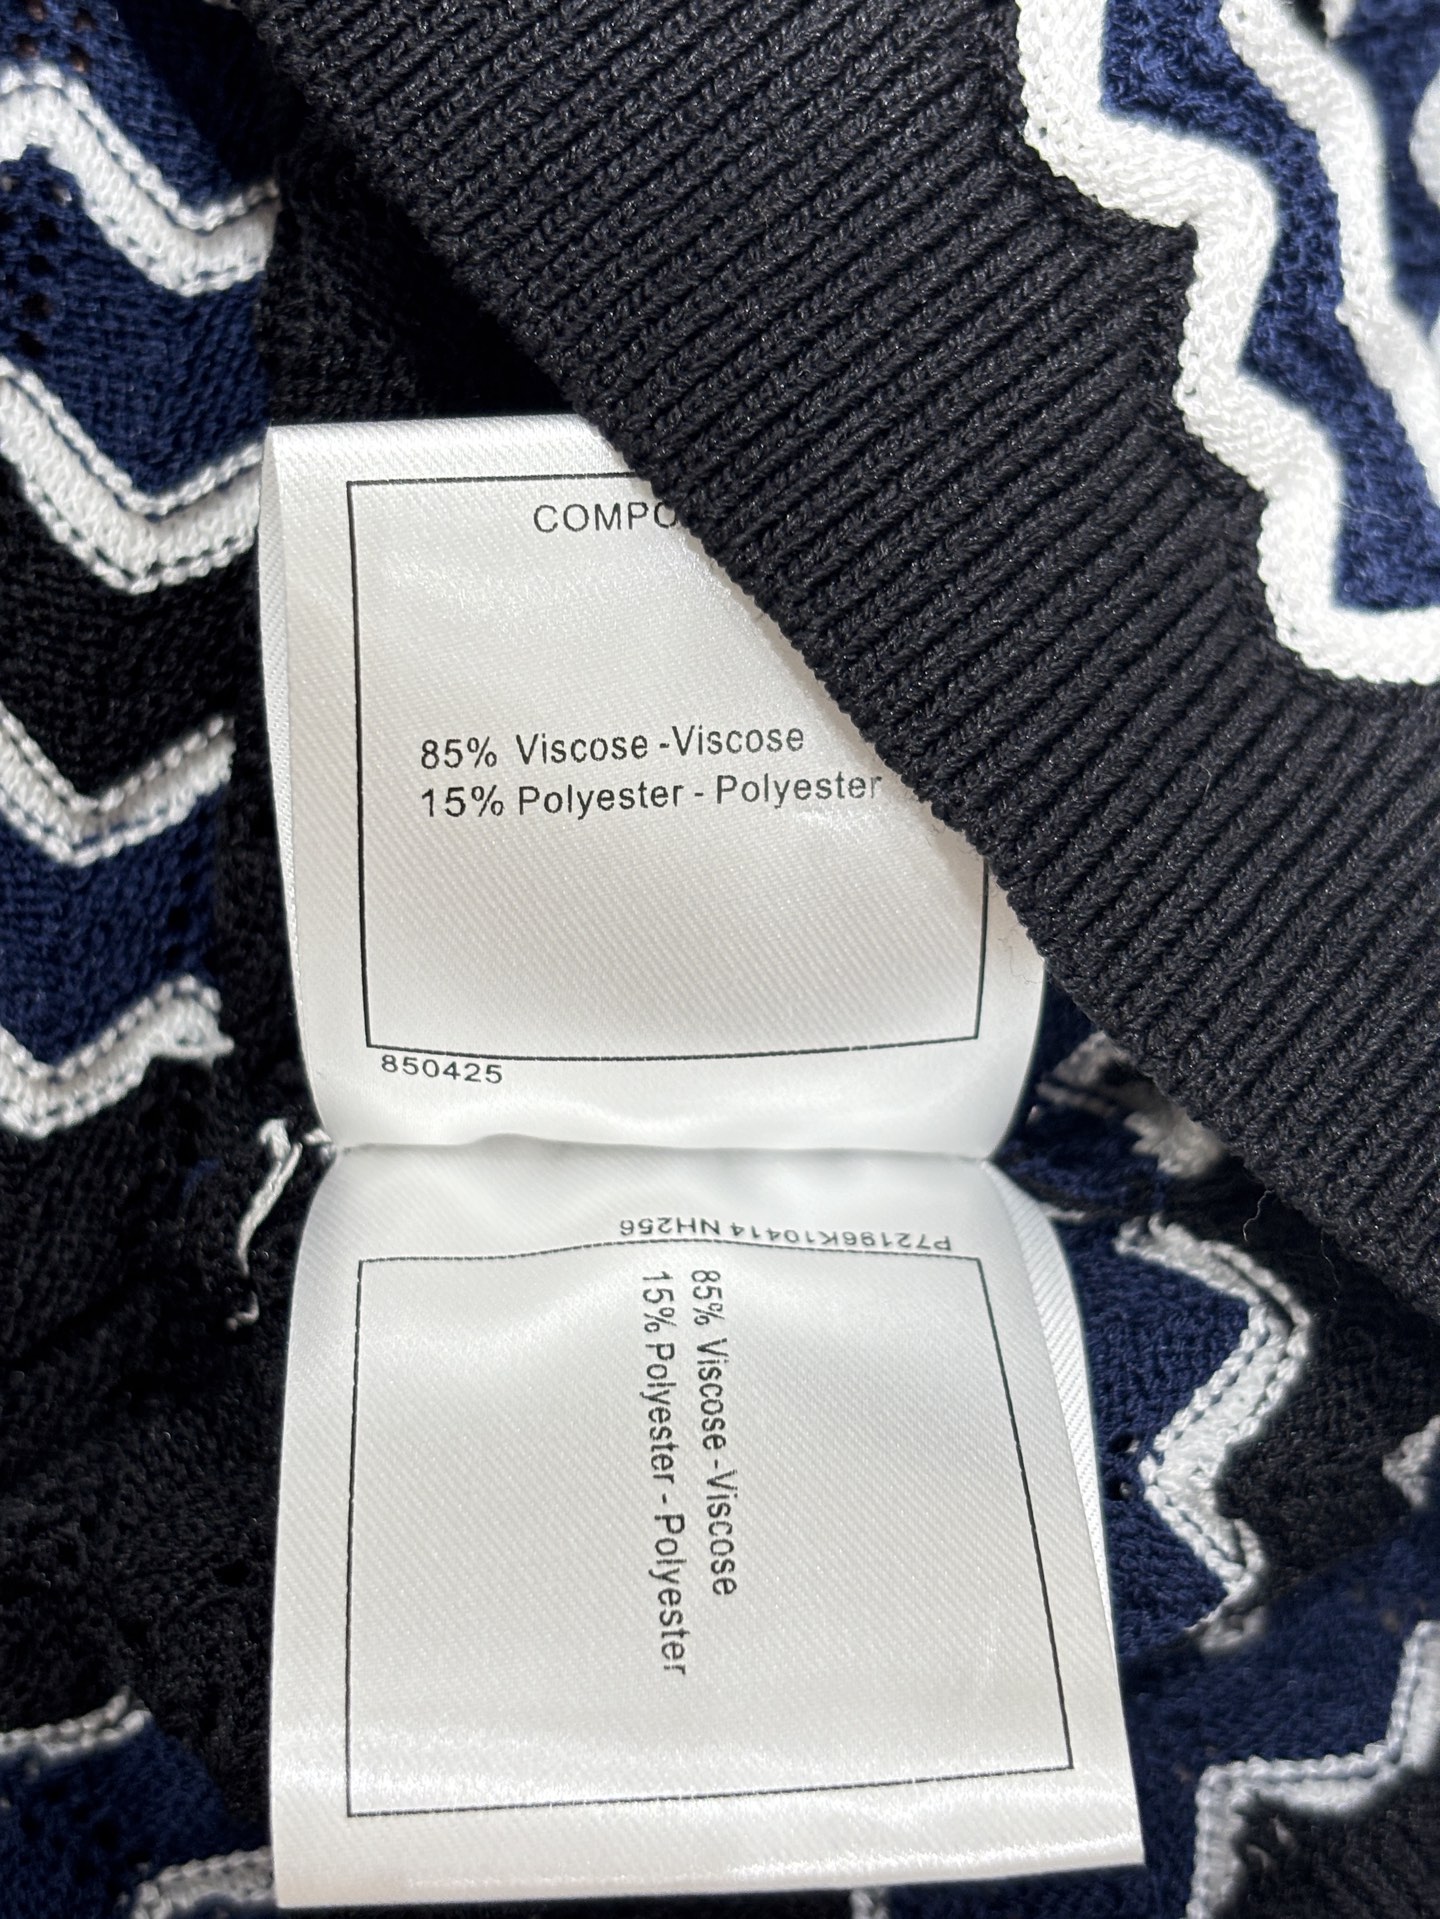 COMPO
85% Viscose -Viscose
15% Polyester - Polyester
850425
P72196K10414 NH256
85% Viscose -Viscose
15% Polyester - Polyester